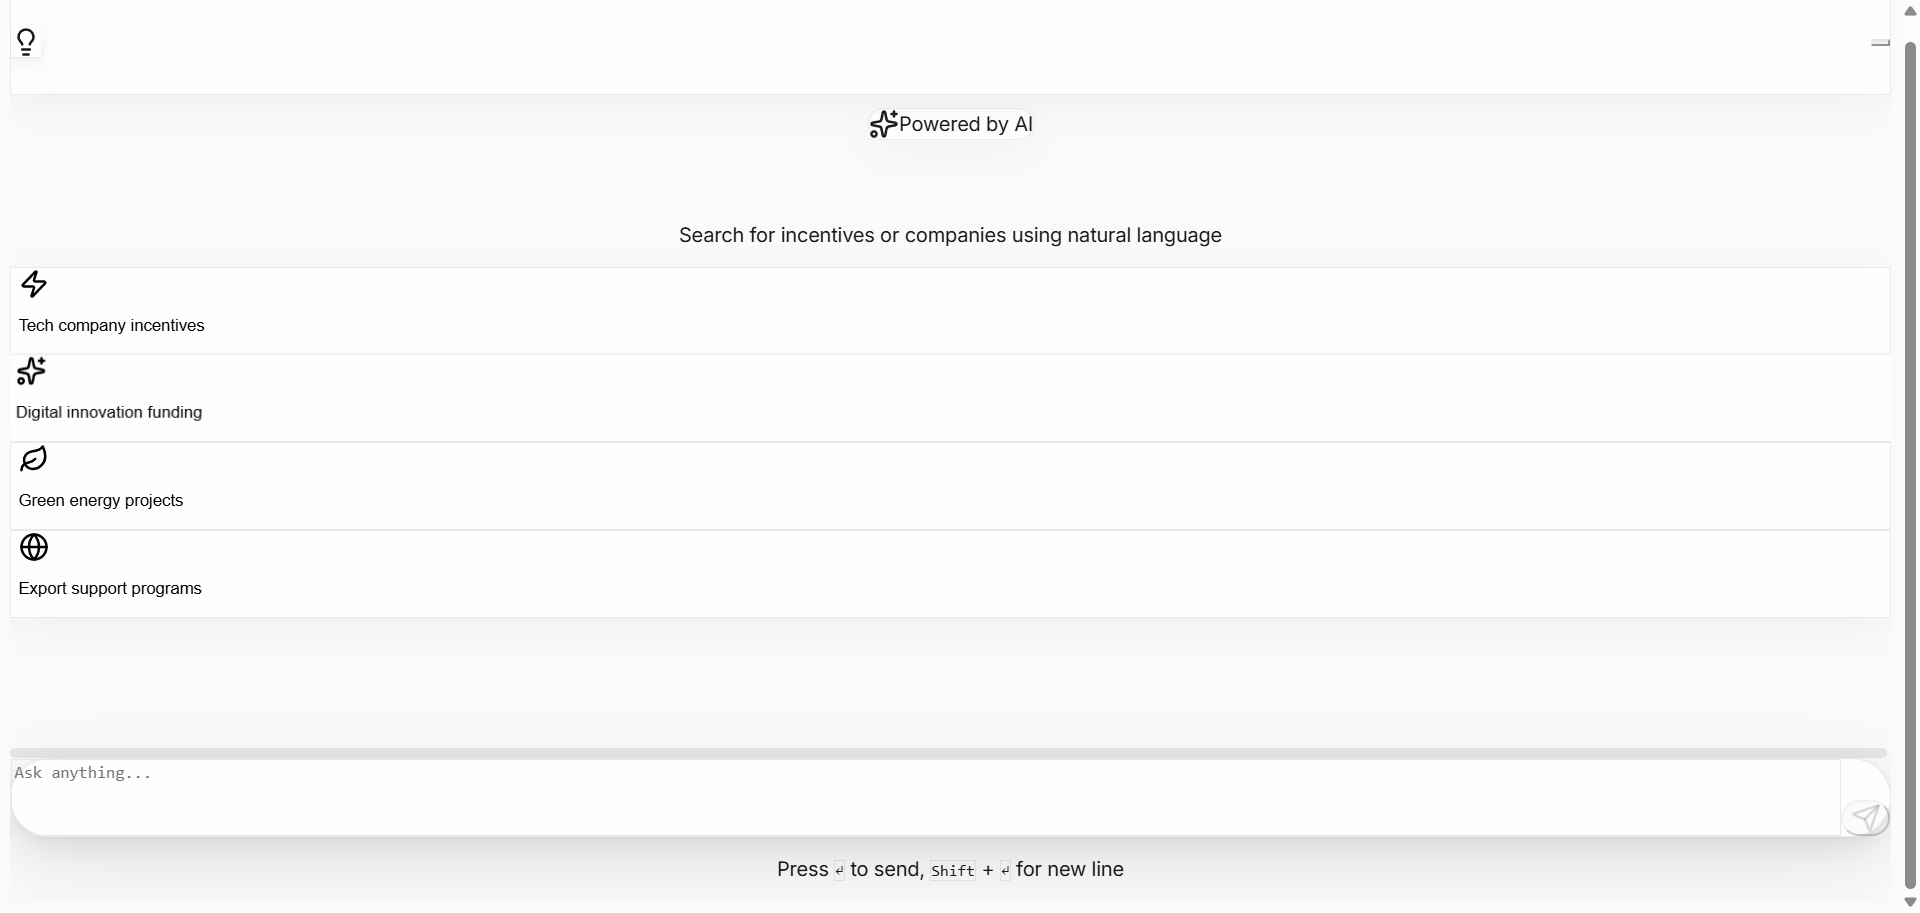 Powered by AI
Search for incentives or companies using natural language
Tech company incentives
Digital innovation funding
Green energy projects
Export support programs
Ask anything...
Press ↵ to send, Shift + ↵ for new line